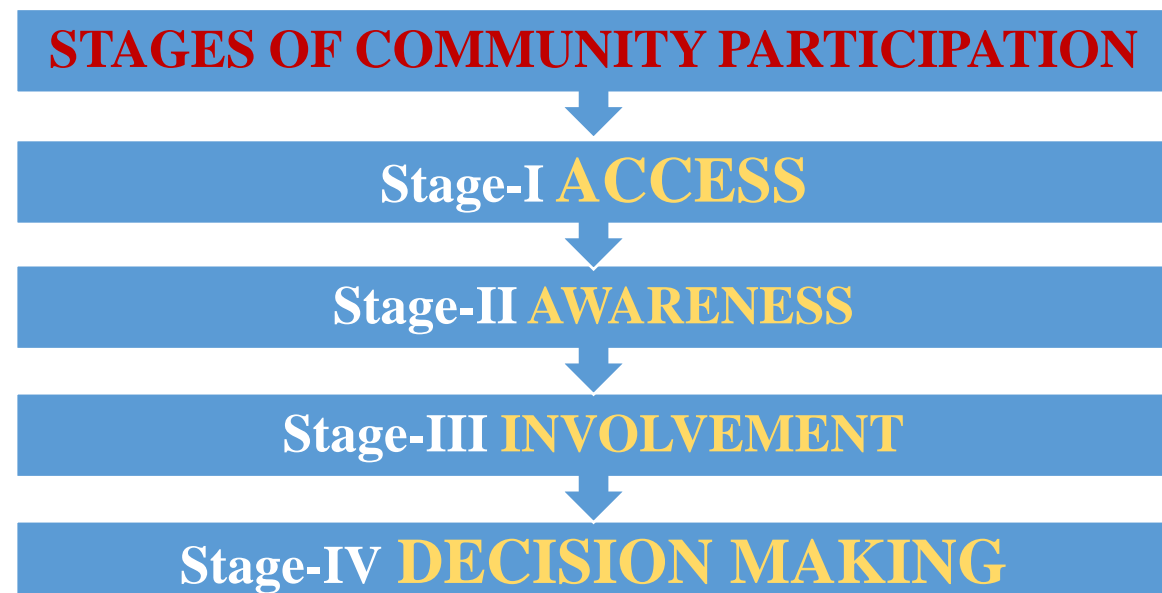 STAGES OF COMMUNITY PARTICIPATION
Stage-I ACCESS
Stage-II AWARENESS
Stage-III INVOLVEMENT
Stage-IV DECISION MAKING